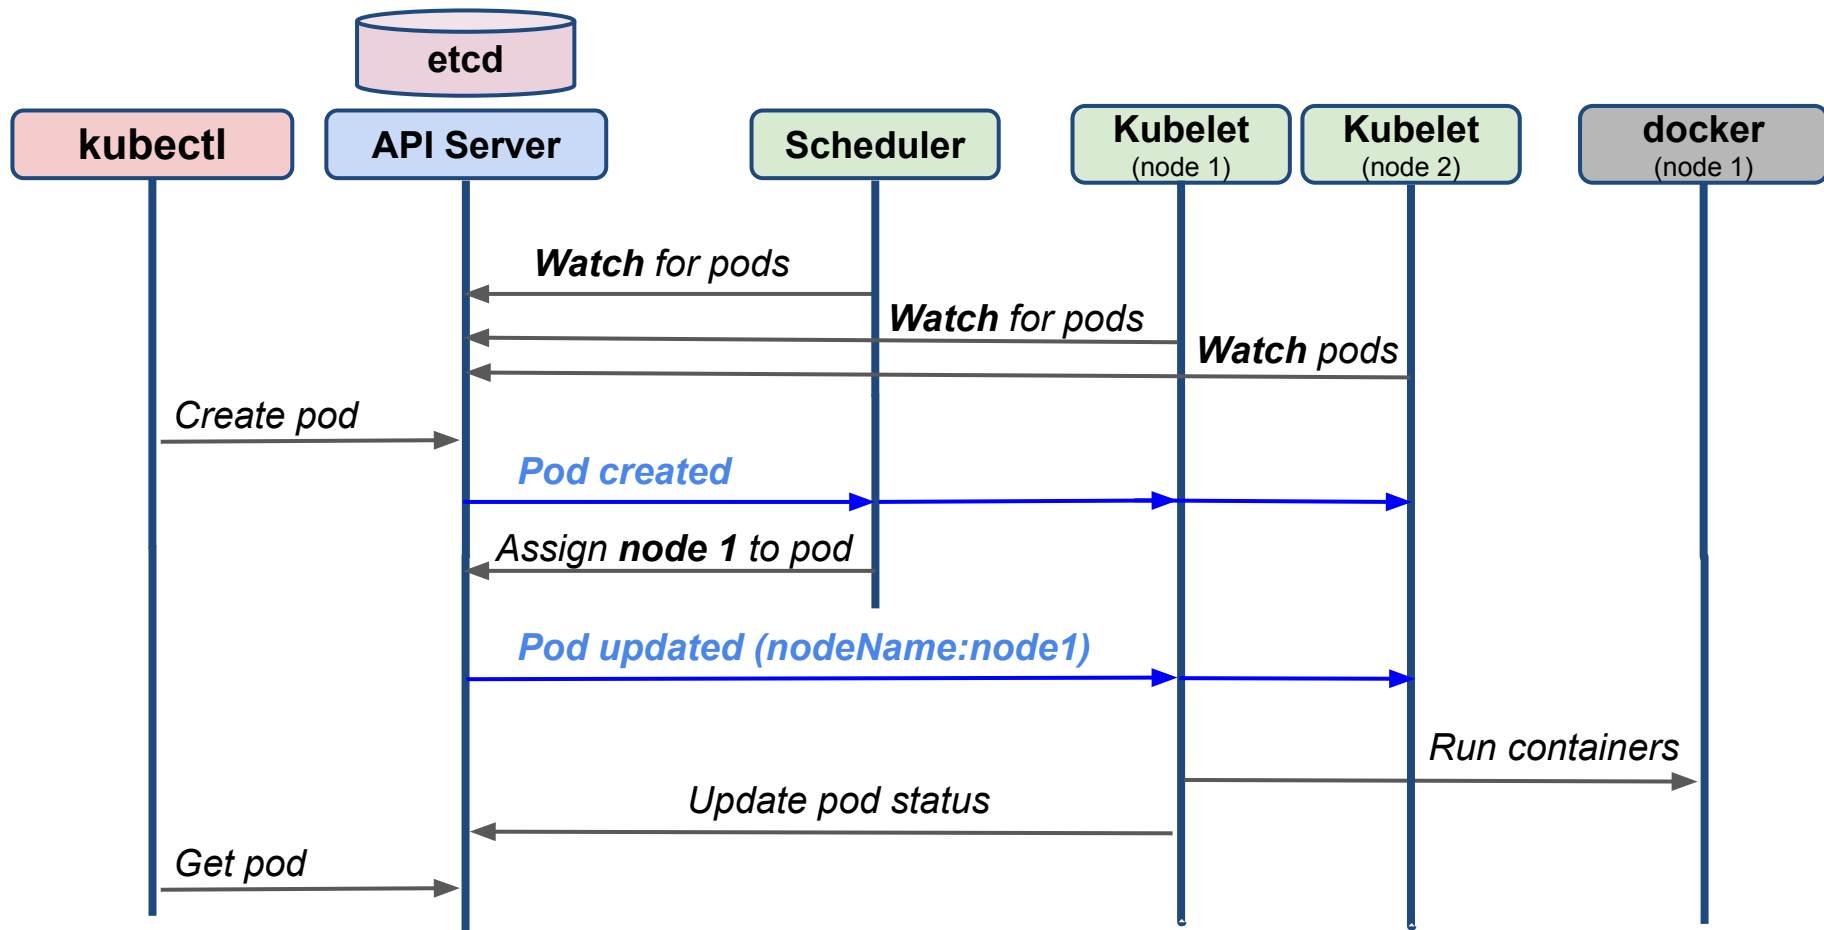 etcd
kubectl
API Server
Scheduler
Kubelet
(node 1)
Kubelet
(node 2)
docker
(node 1)
Watch for pods
Watch for pods
Watch pods
Create pod
Pod created
Assign node 1 to pod
Pod updated (nodeName:node1)
Run containers
Update pod status
Get pod